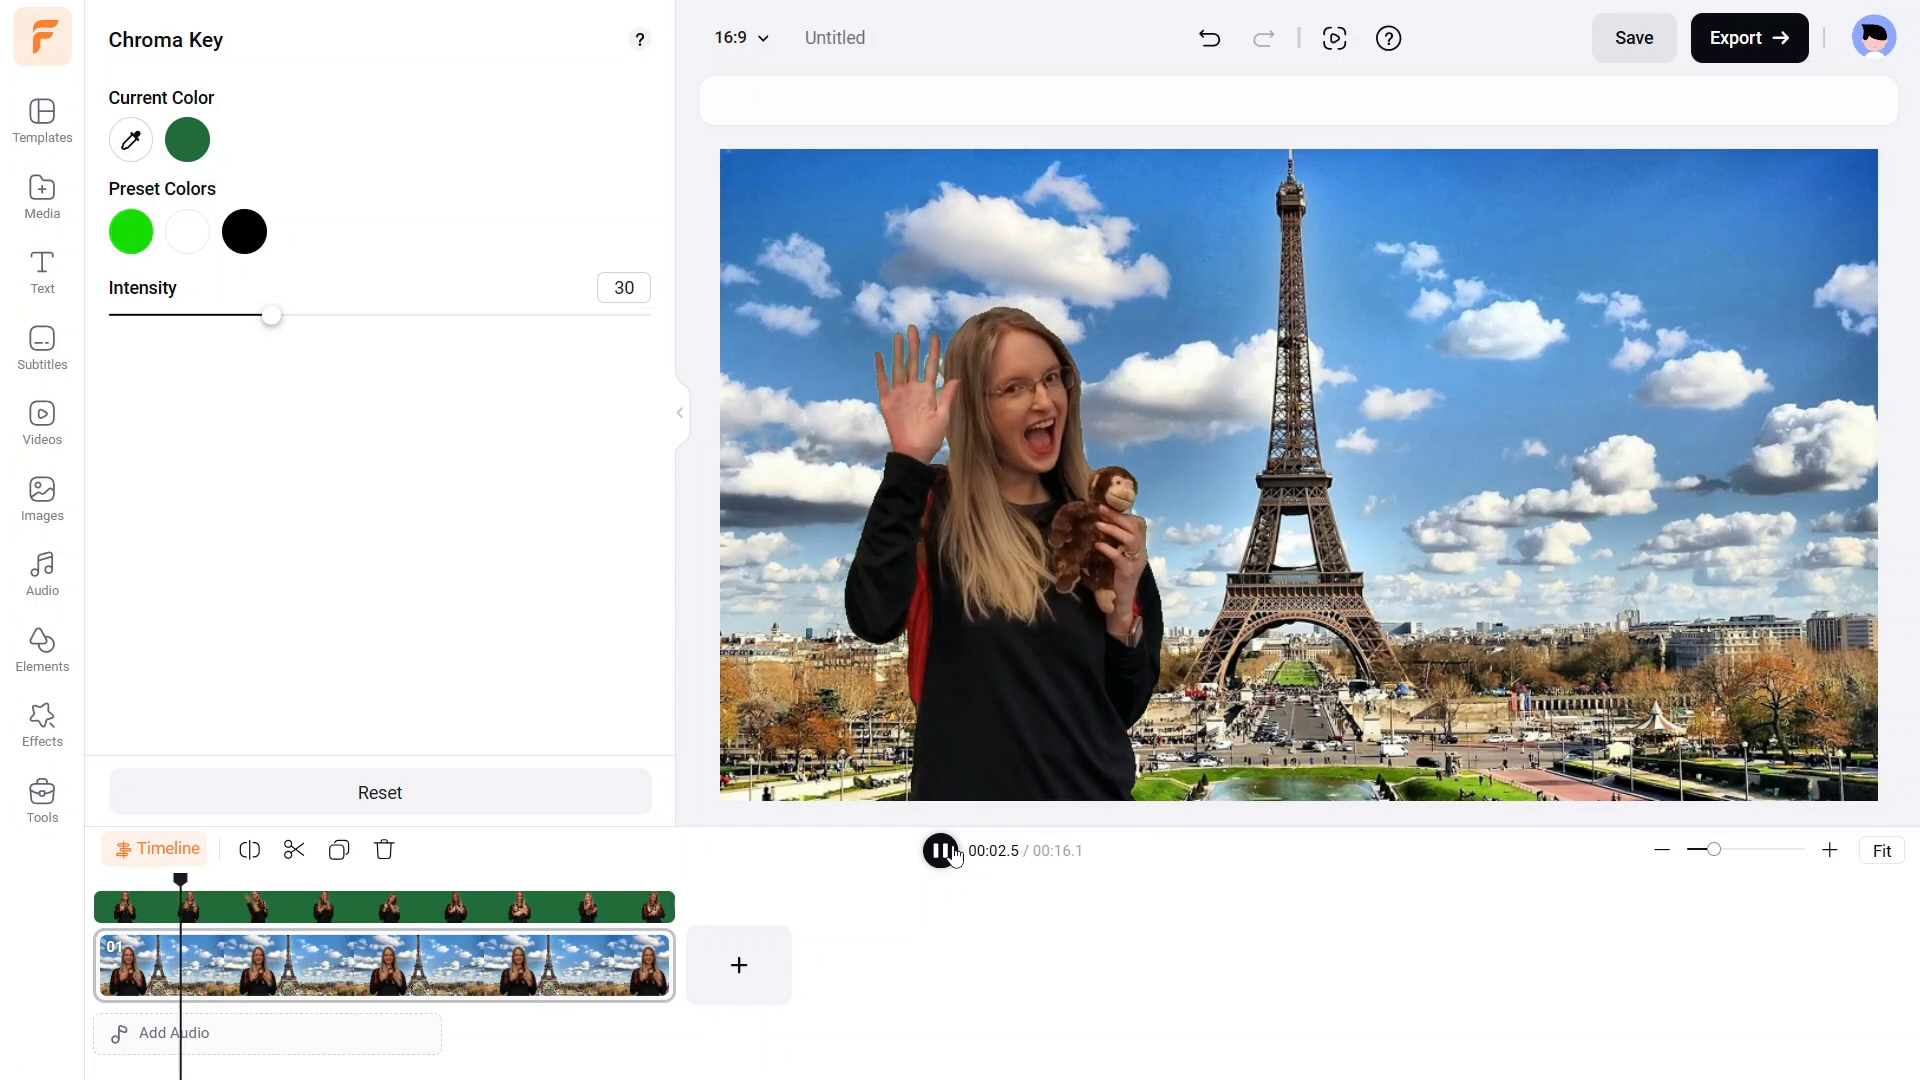 Chroma Key
?
16:9
Untitled
?
Save
Export
Current Color
Preset Colors
Intensity
30
Templates
Media
Text
Subtitles
Videos
Images
Audio
Elements
Effects
Tools
Reset
Timeline
00:02.5 / 00:16.1
Fit
01
Add Audio